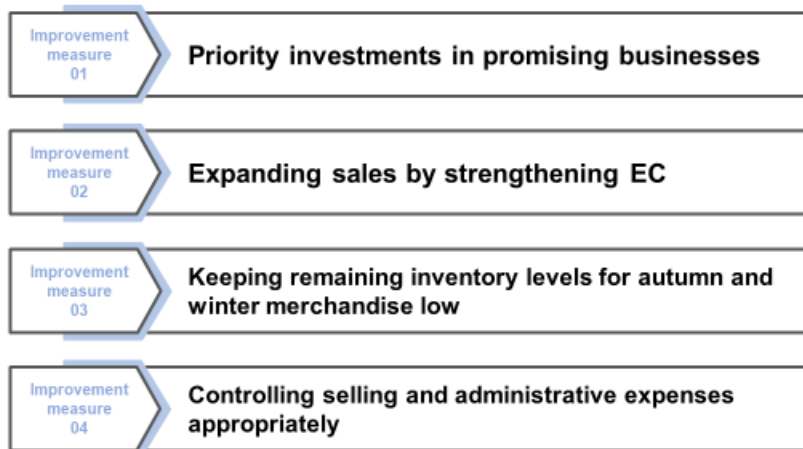 Improvement
measure
01
Priority investments in promising businesses
Improvement
measure
02
Expanding sales by strengthening EC
Improvement
measure
03
Keeping remaining inventory levels for autumn and
winter merchandise low
Improvement
measure
04
Controlling selling and administrative expenses
appropriately